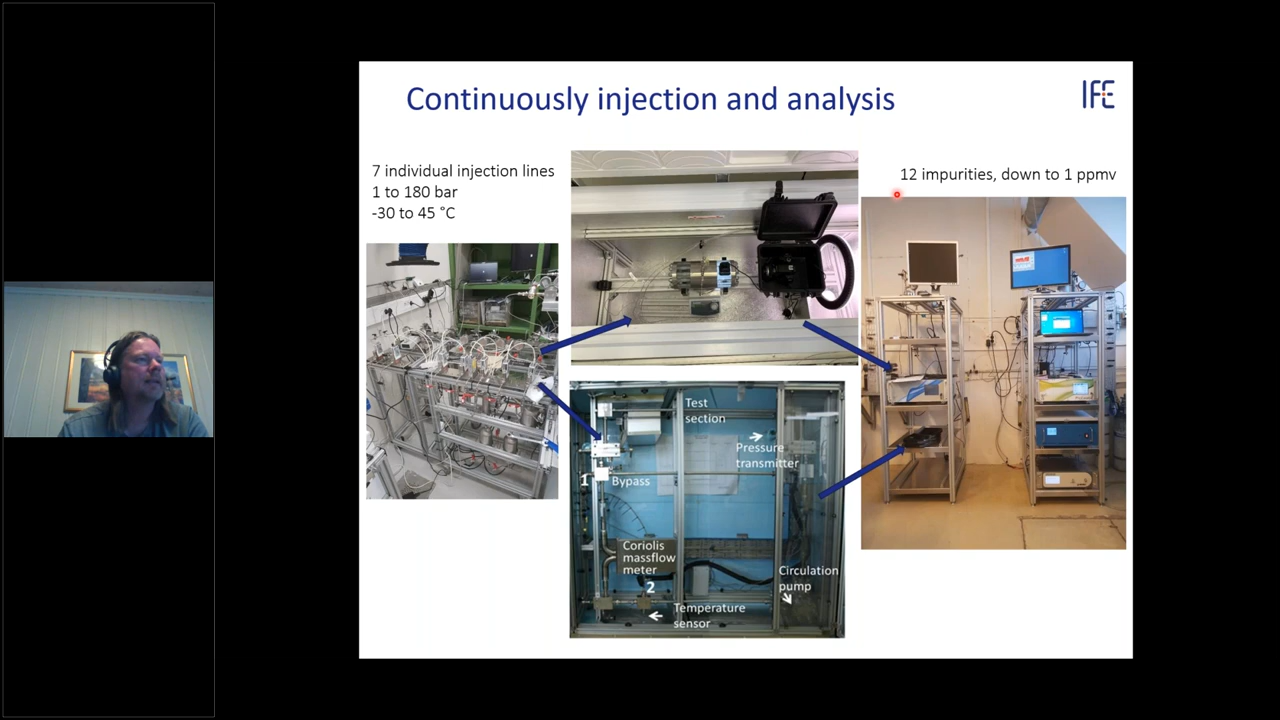 Continuously injection and analysis
IFE
7 individual injection lines
1 to 180 bar
-30 to 45 °C
12 impurities, down to 1 ppmv
Test
section
Pressure
transmitter
1
Bypass
Coriolis
massflow
meter
2
Circulation
pump
Temperature
sensor